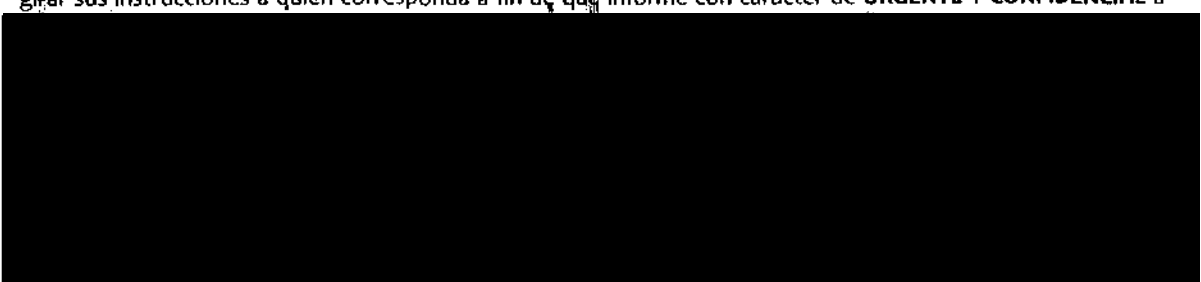 girar sus instrucciones a quien corresponda a fin de que informe con carácter de URGENTE Y CONFIDENCIAL a